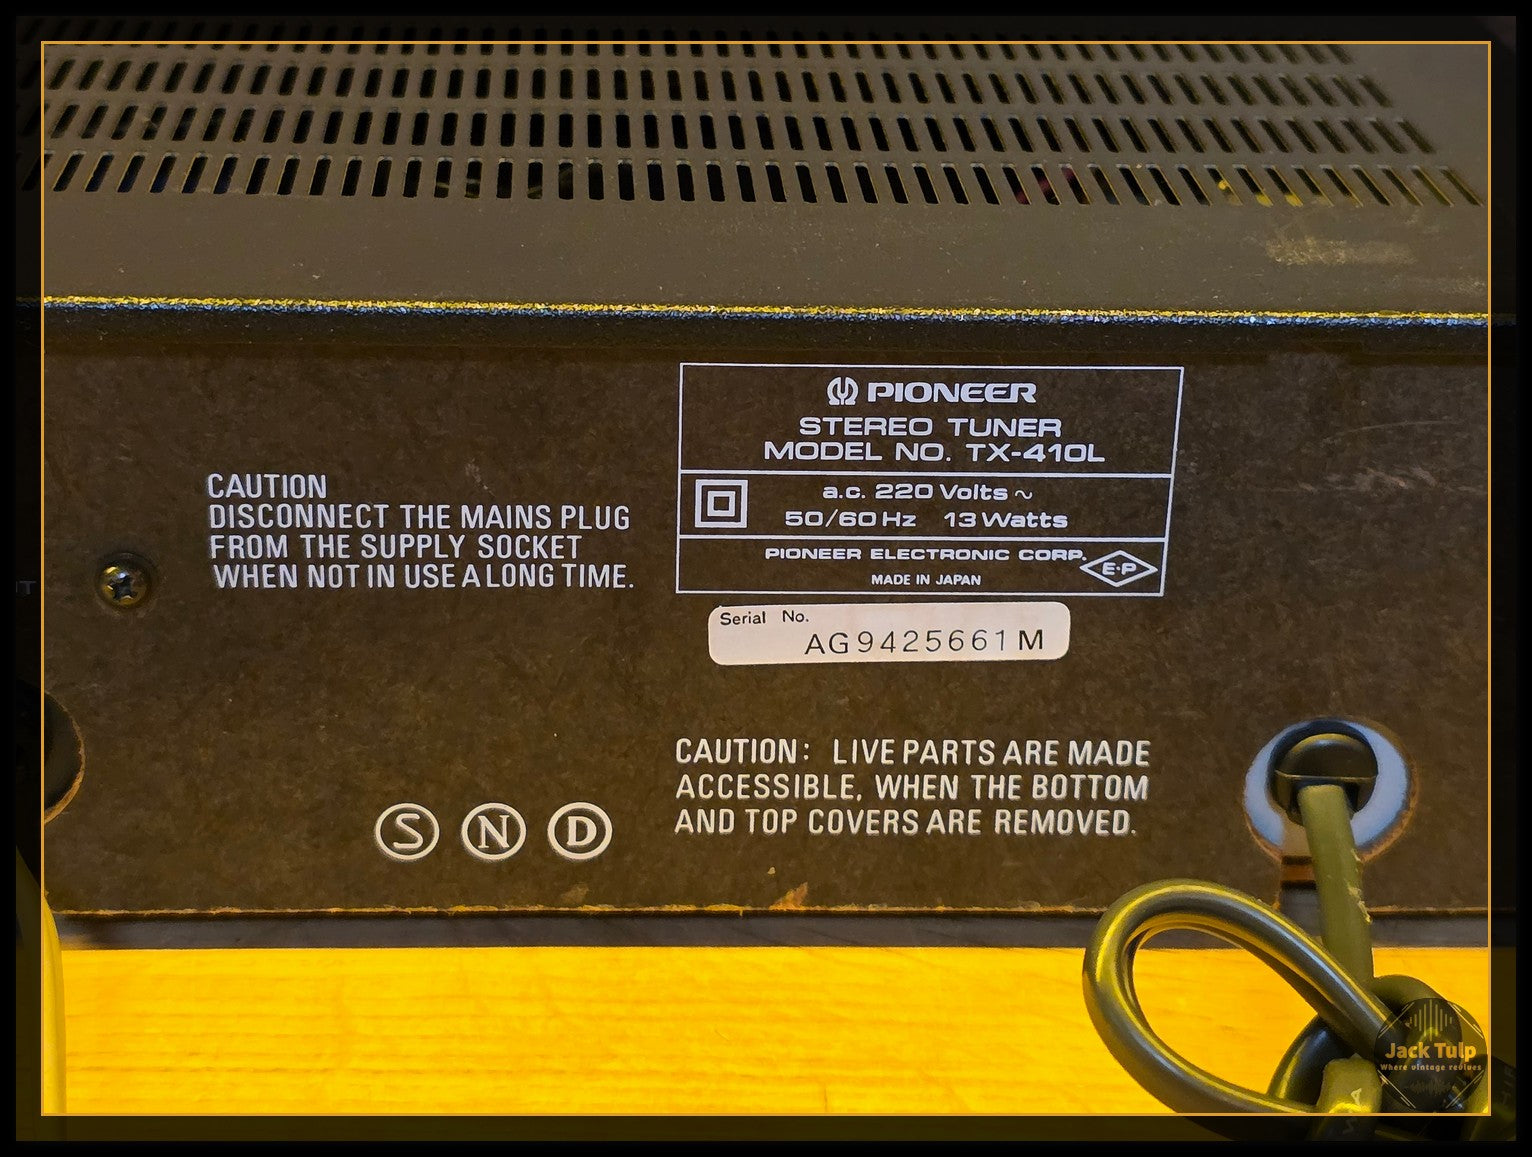 PIONEER
STEREO TUNER
MODEL NO. TX-410L
a.c. 220 Volts ~
50/60 Hz 13 Watts
PIONEER ELECTRONIC CORP.
MADE IN JAPAN
E·P
CAUTION
DISCONNECT THE MAINS PLUG
FROM THE SUPPLY SOCKET
WHEN NOT IN USE A LONG TIME.
Serial No.
AG9425661M
CAUTION: LIVE PARTS ARE MADE
ACCESSIBLE, WHEN THE BOTTOM
AND TOP COVERS ARE REMOVED.
S N D
Jack Tulp
Where vintage revives